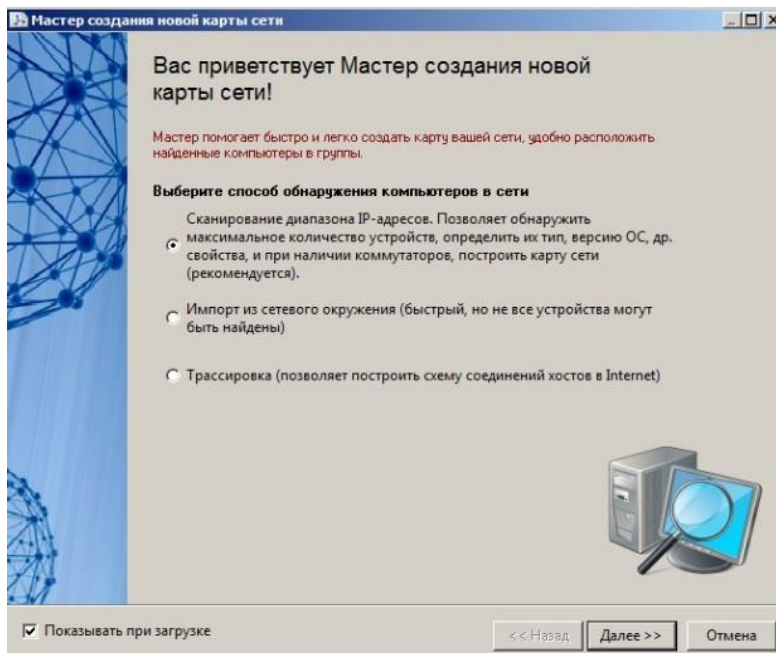 Мастер создания новой карты сети
Вас приветствует Мастер создания новой
карты сети!
Мастер помогает быстро и легко создать карту вашей сети, удобно расположить
найденные компьютеры в группы.
Выберите способ обнаружения компьютеров в сети
Сканирование диапазона IP-адресов. Позволяет обнаружить
максимальное количество устройств, определить их тип, версию ОС, др.
свойства, и при наличии коммутаторов, построить карту сети
(рекомендуется).
Импорт из сетевого окружения (быстрый, но не все устройства могут
быть найдены)
Трассировка (позволяет построить схему соединений хостов в Internet)
Показывать при загрузке
<< Назад
Далее >>
Отмена